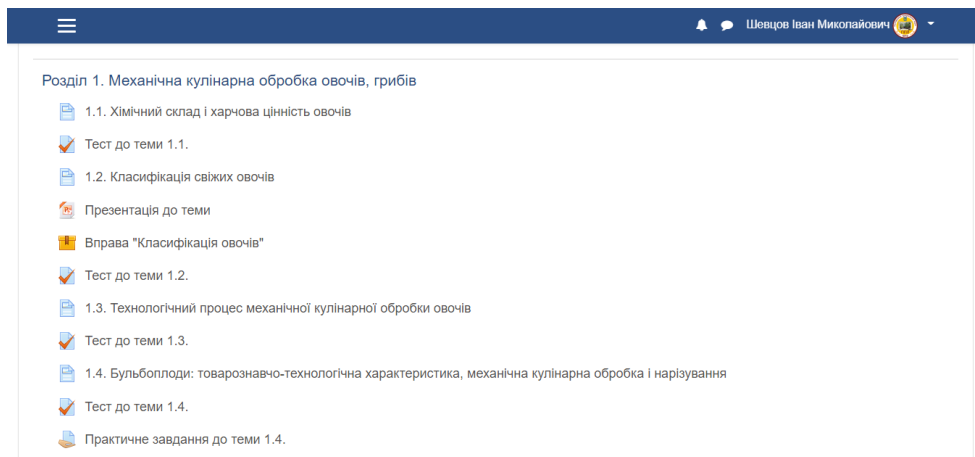 Шевцов Іван Миколайович
Розділ 1. Механічна кулінарна обробка овочів, грибів
1.1. Хімічний склад і харчова цінність овочів
Тест до теми 1.1.
1.2. Класифікація свіжих овочів
Презентація до теми
Вправа "Класифікація овочів"
Тест до теми 1.2.
1.3. Технологічний процес механічної кулінарної обробки овочів
Тест до теми 1.3.
1.4. Бульбоплоди: товарознавчо-технологічна характеристика, механічна кулінарна обробка і нарізування
Тест до теми 1.4.
Практичне завдання до теми 1.4.